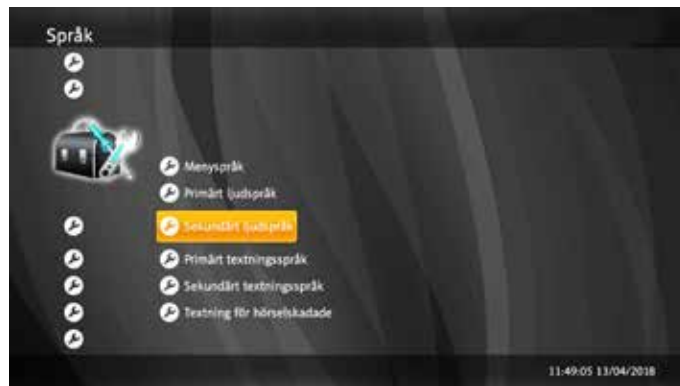 Språk
Menyspråk
Primärt ljudspråk
Sekundärt ljudspråk
Primärt textningsspråk
Sekundärt textningsspråk
Textning för hörselskadade
11:49:05 13/04/2018